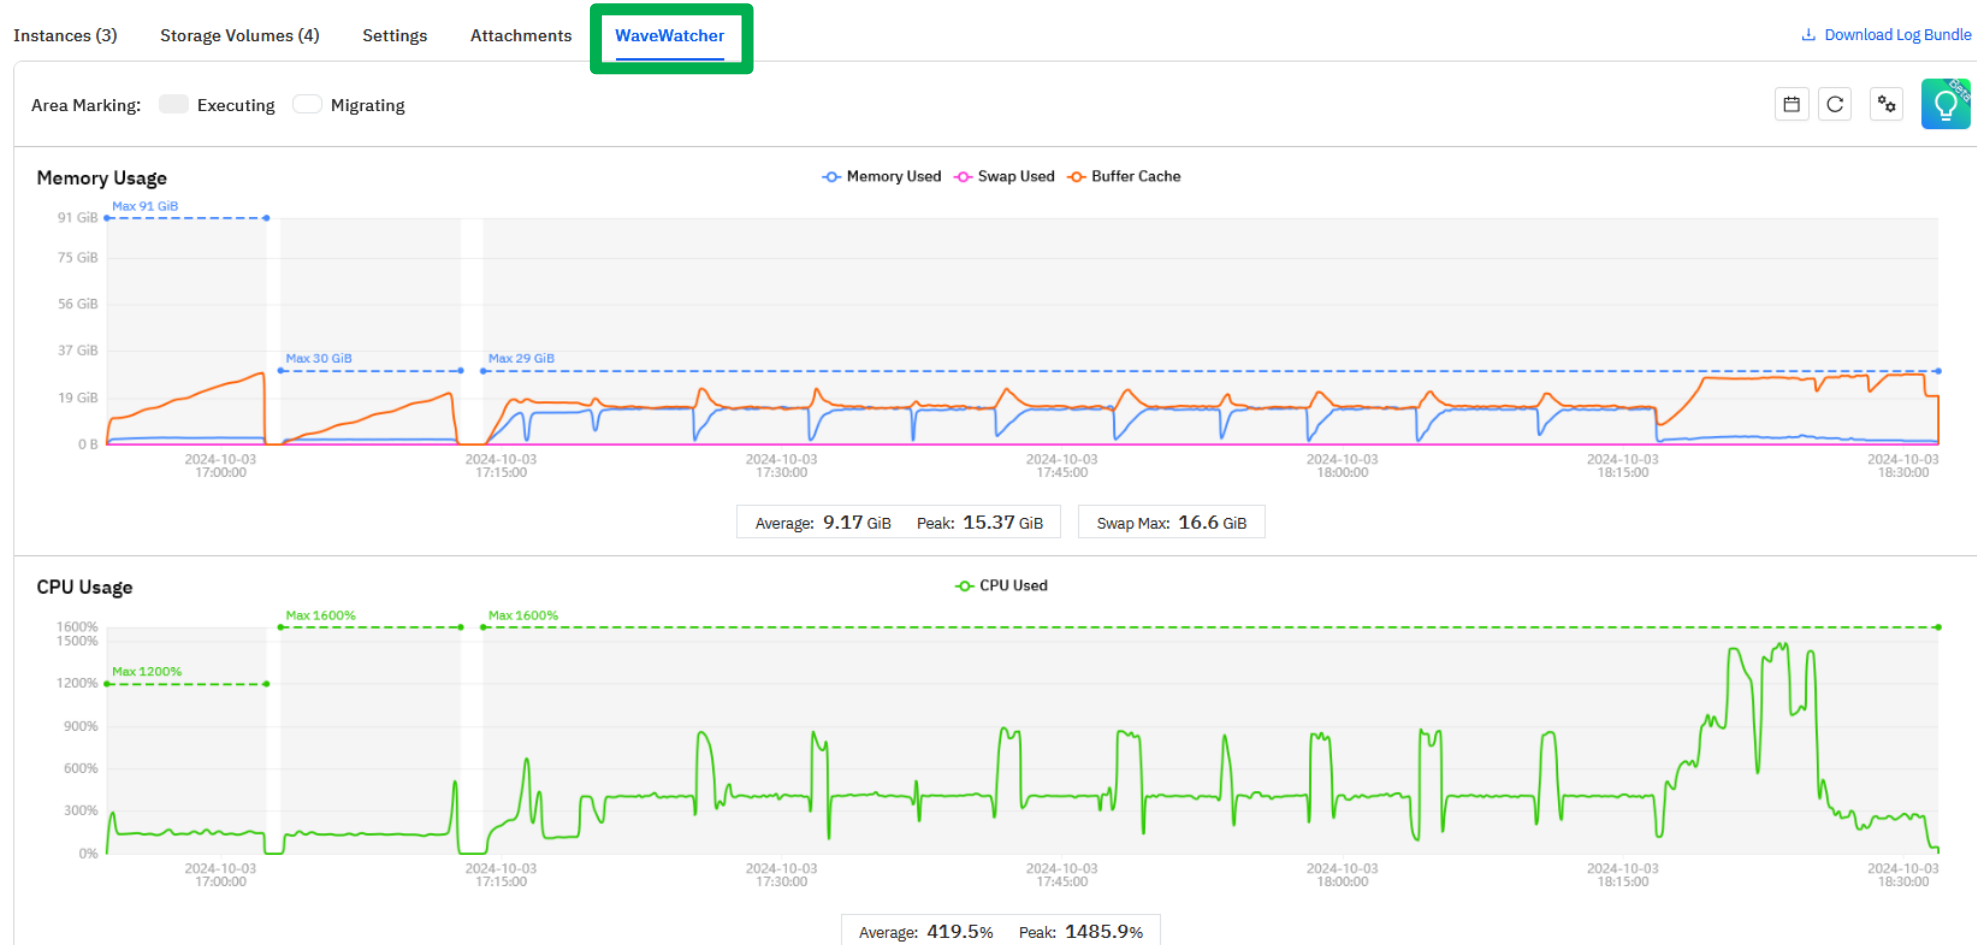 Instances (3) Storage Volumes (4) Settings Attachments WaveWatcher Download Log Bundle
Area Marking: Executing Migrating Beta
Memory Usage Memory Used Swap Used Buffer Cache
Max 91 GiB
91 GiB
75 GiB
56 GiB
37 GiB
Max 30 GiB Max 29 GiB
19 GiB
0 B
2024-10-03 2024-10-03 2024-10-03 2024-10-03 2024-10-03 2024-10-03 2024-10-03
17:00:00 17:15:00 17:30:00 17:45:00 18:00:00 18:15:00 18:30:00
Average: 9.17 GiB Peak: 15.37 GiB Swap Max: 16.6 GiB
CPU Usage CPU Used
Max 1600% Max 1600%
1600%
1500%
Max 1200%
1200%
900%
600%
300%
0%
2024-10-03 2024-10-03 2024-10-03 2024-10-03 2024-10-03 2024-10-03 2024-10-03
17:00:00 17:15:00 17:30:00 17:45:00 18:00:00 18:15:00 18:30:00
Average: 419.5% Peak: 1485.9%